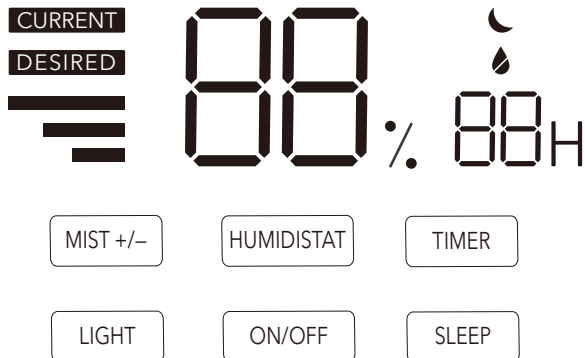 CURRENT
DESIRED
88%
88H
MIST +/–
HUMIDISTAT
TIMER
LIGHT
ON/OFF
SLEEP